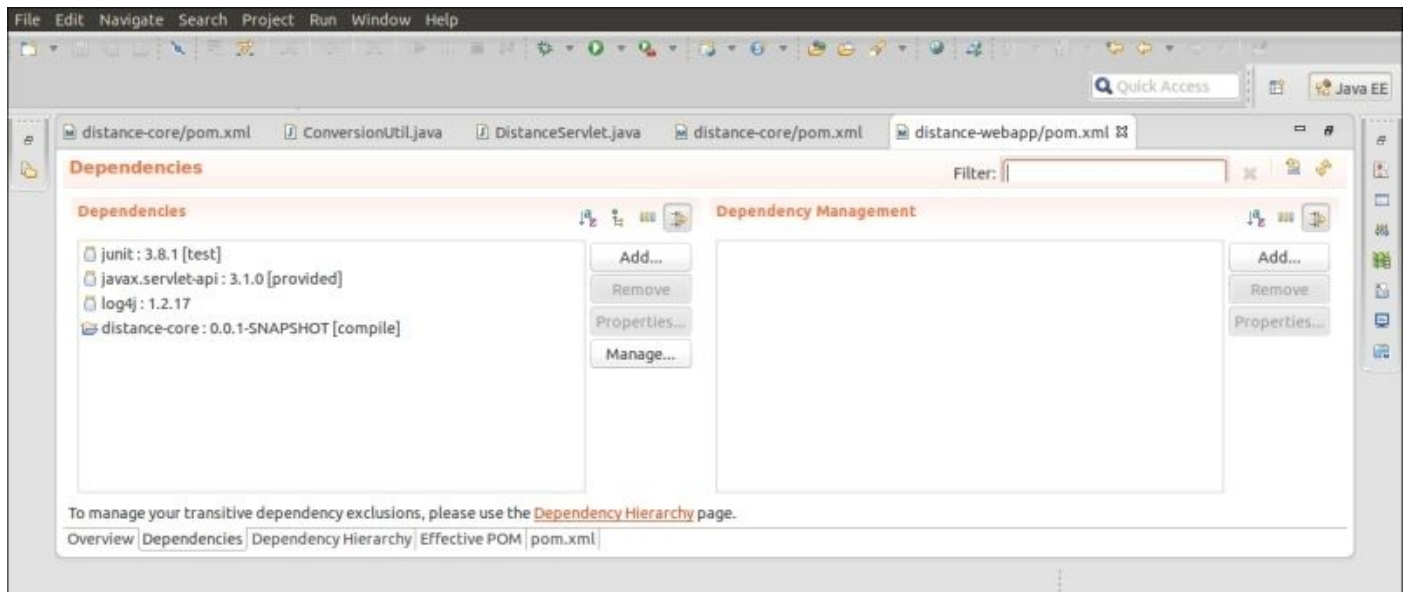 File Edit Navigate Search Project Run Window Help
Quick Access
Java EE
distance-core/pom.xml ConversionUtil.java DistanceServlet.java distance-core/pom.xml distance-webapp/pom.xml
Dependencies
Filter:
Dependencies
Dependency Management
junit : 3.8.1 [test]
javax.servlet-api : 3.1.0 [provided]
log4j : 1.2.17
distance-core : 0.0.1-SNAPSHOT [compile]
Add...
Remove
Properties...
Manage...
Add...
Remove
Properties...
To manage your transitive dependency exclusions, please use the Dependency Hierarchy page.
Overview Dependencies Dependency Hierarchy Effective POM pom.xml